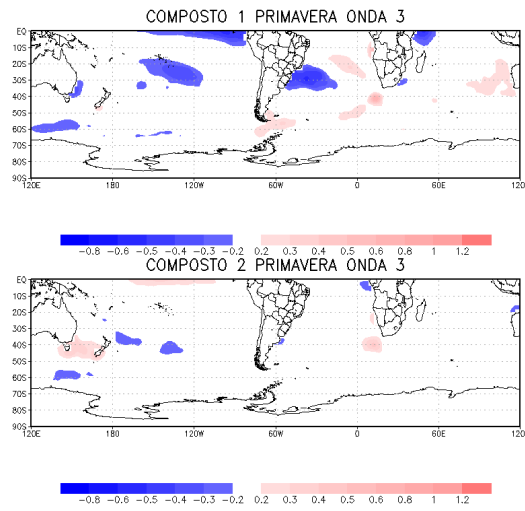 COMPOSTO 1 PRIMAVERA ONDA 3
EQ
10S
20S
30S
40S
50S
60S
70S
80S
90S
120E 180 120W 60W 0 60E 120
-0.8 -0.6 -0.5 -0.4 -0.3 -0.2 0.2 0.3 0.4 0.5 0.6 0.8 1 1.2
COMPOSTO 2 PRIMAVERA ONDA 3
EQ
10S
20S
30S
40S
50S
60S
70S
80S
90S
120E 180 120W 60W 0 60E 120
-0.8 -0.6 -0.5 -0.4 -0.3 -0.2 0.2 0.3 0.4 0.5 0.6 0.8 1 1.2